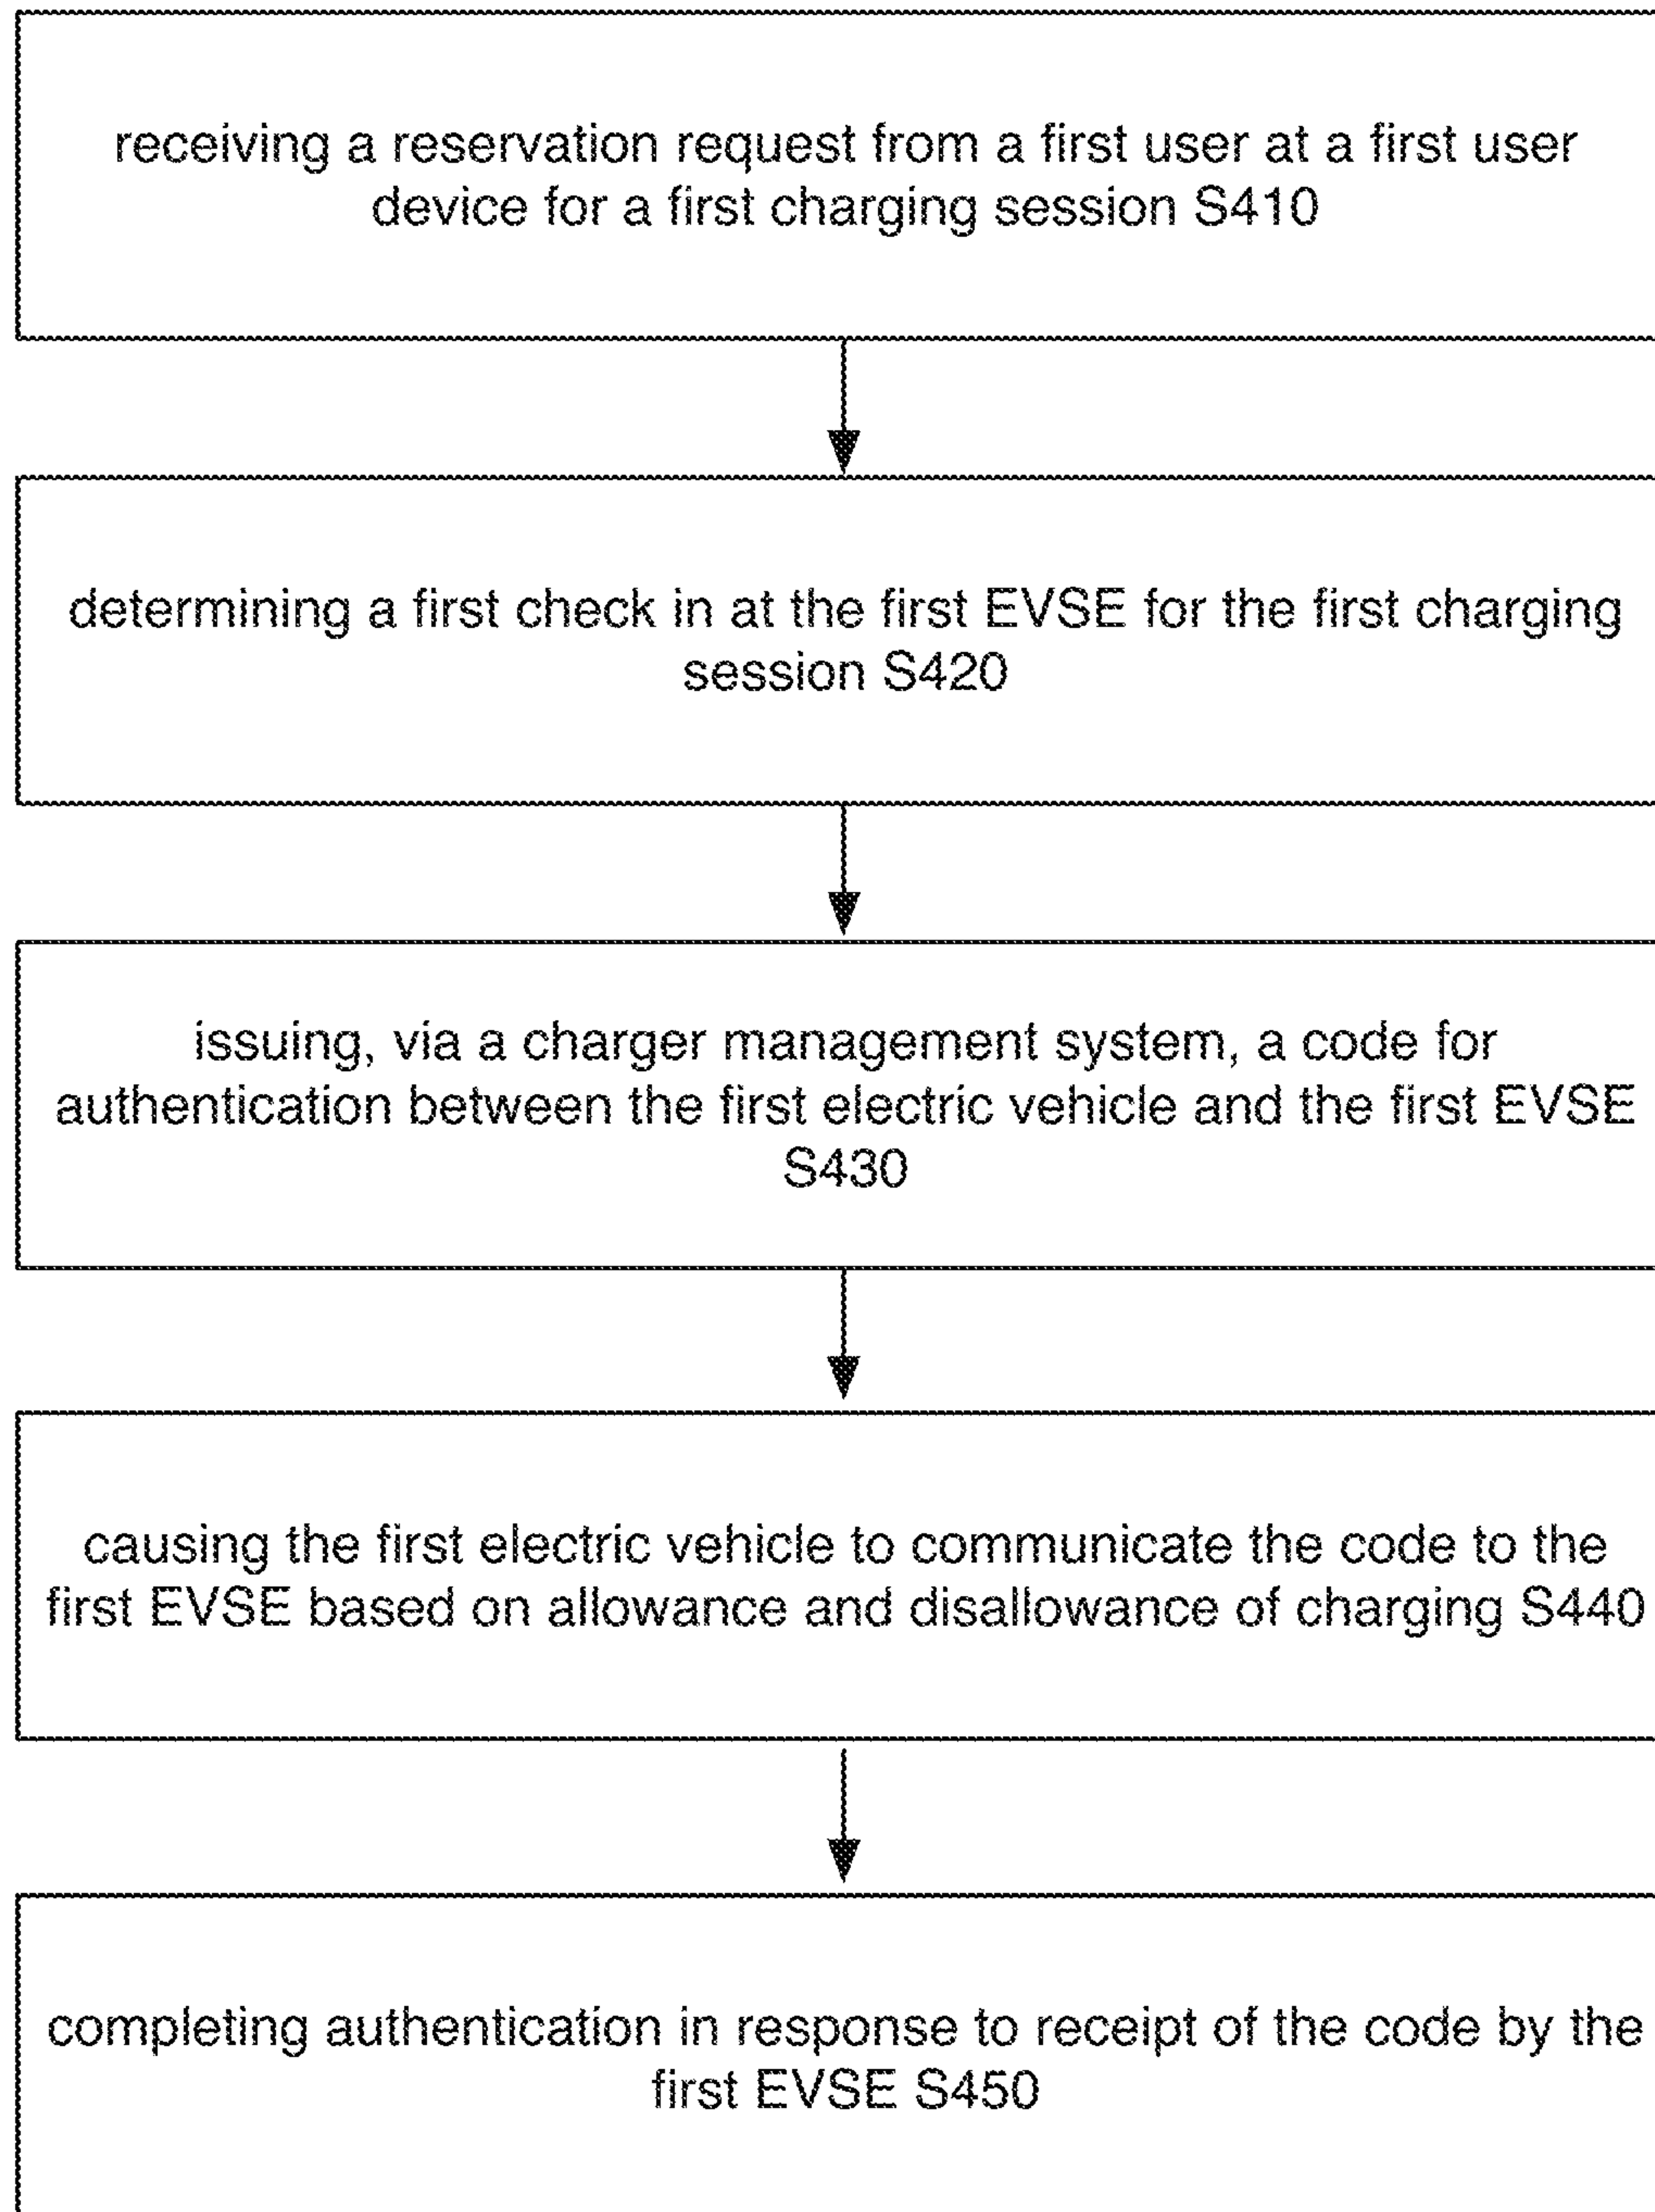 receiving a reservation request from a first user at a first user
device for a first charging session S410
determining a first check in at the first EVSE for the first charging
session S420
issuing, via a charger management system, a code for
authentication between the first electric vehicle and the first EVSE
S430
causing the first electric vehicle to communicate the code to the
first EVSE based on allowance and disallowance of charging S440
completing authentication in response to receipt of the code by the
first EVSE S450